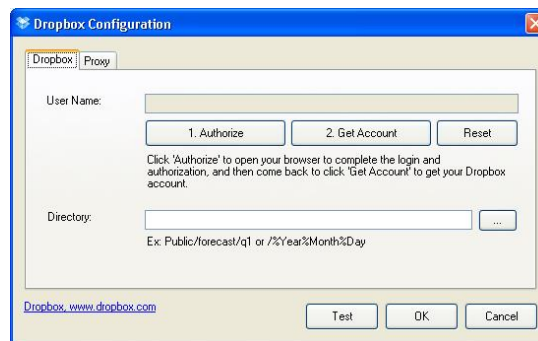 Dropbox Configuration
Dropbox Proxy
User Name:
1. Authorize 2. Get Account Reset
Click 'Authorize' to open your browser to complete the login and
authorization, and then come back to click 'Get Account' to get your Dropbox
account.
Directory: ...
Ex: Public/forecast/q1 or /%Year%Month%Day
Dropbox, www.dropbox.com
Test OK Cancel